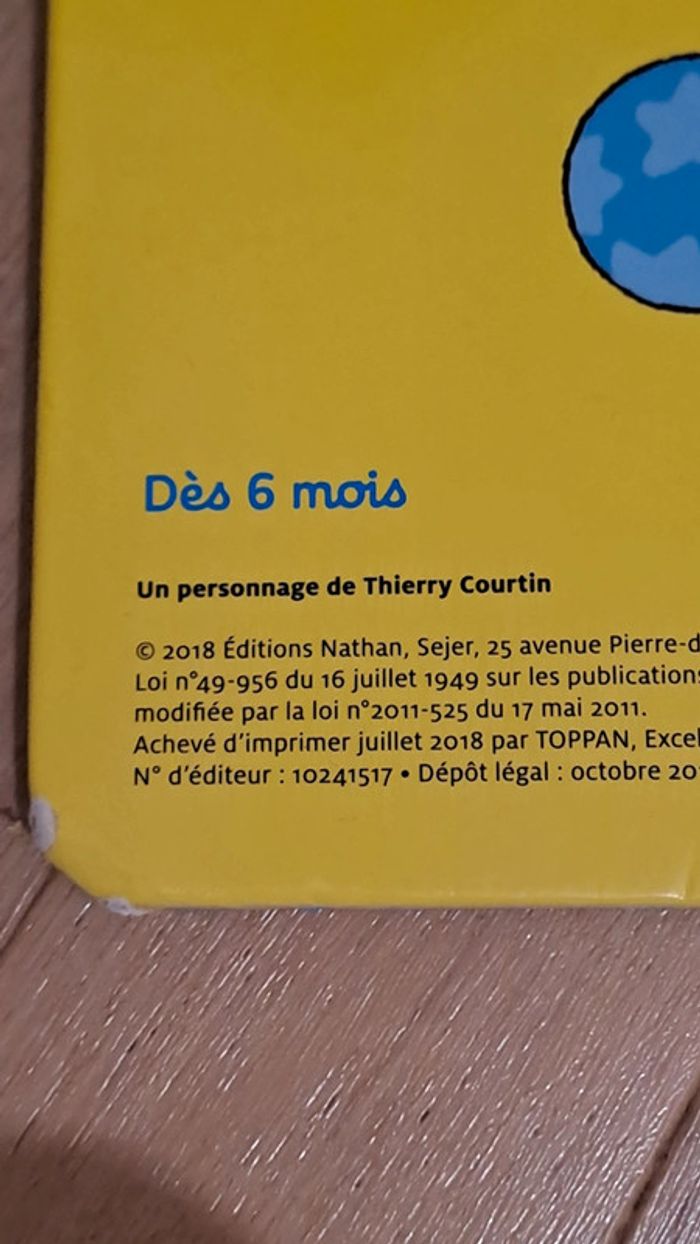 Dès 6 mois
Un personnage de Thierry Courtin
© 2018 Éditions Nathan, Sejer, 25 avenue Pierre-d
Loi n°49-956 du 16 juillet 1949 sur les publications
modifiée par la loi n°2011-525 du 17 mai 2011.
Achevé d'imprimer juillet 2018 par TOPPAN, Excel
N° d'éditeur : 10241517 • Dépôt légal : octobre 20